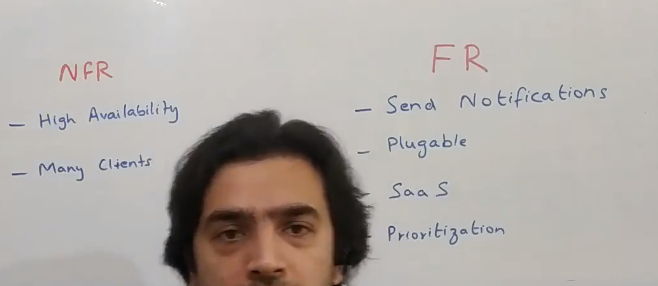 NFR
- High Availability
- Many Clients
FR
- Send Notifications
- Plugable
- SaaS
- Prioritization